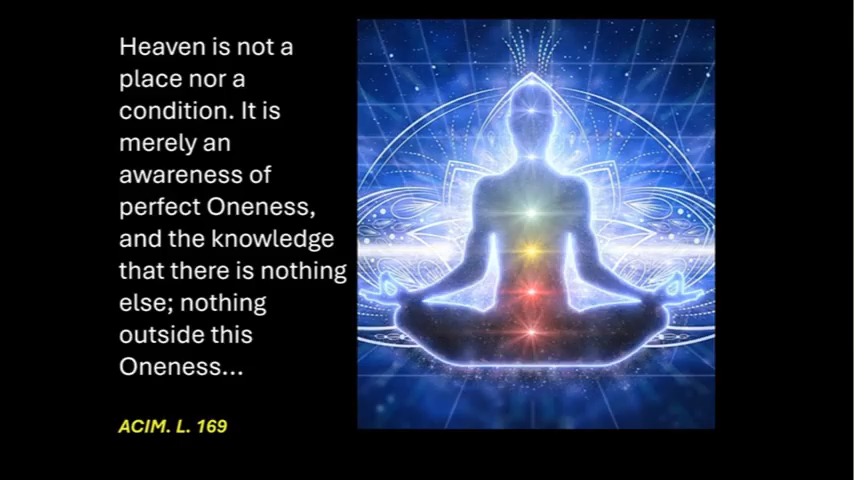 Heaven is not a
place nor a
condition. It is
merely an
awareness of
perfect Oneness,
and the knowledge
that there is nothing
else; nothing
outside this
Oneness...
ACIM. L. 169